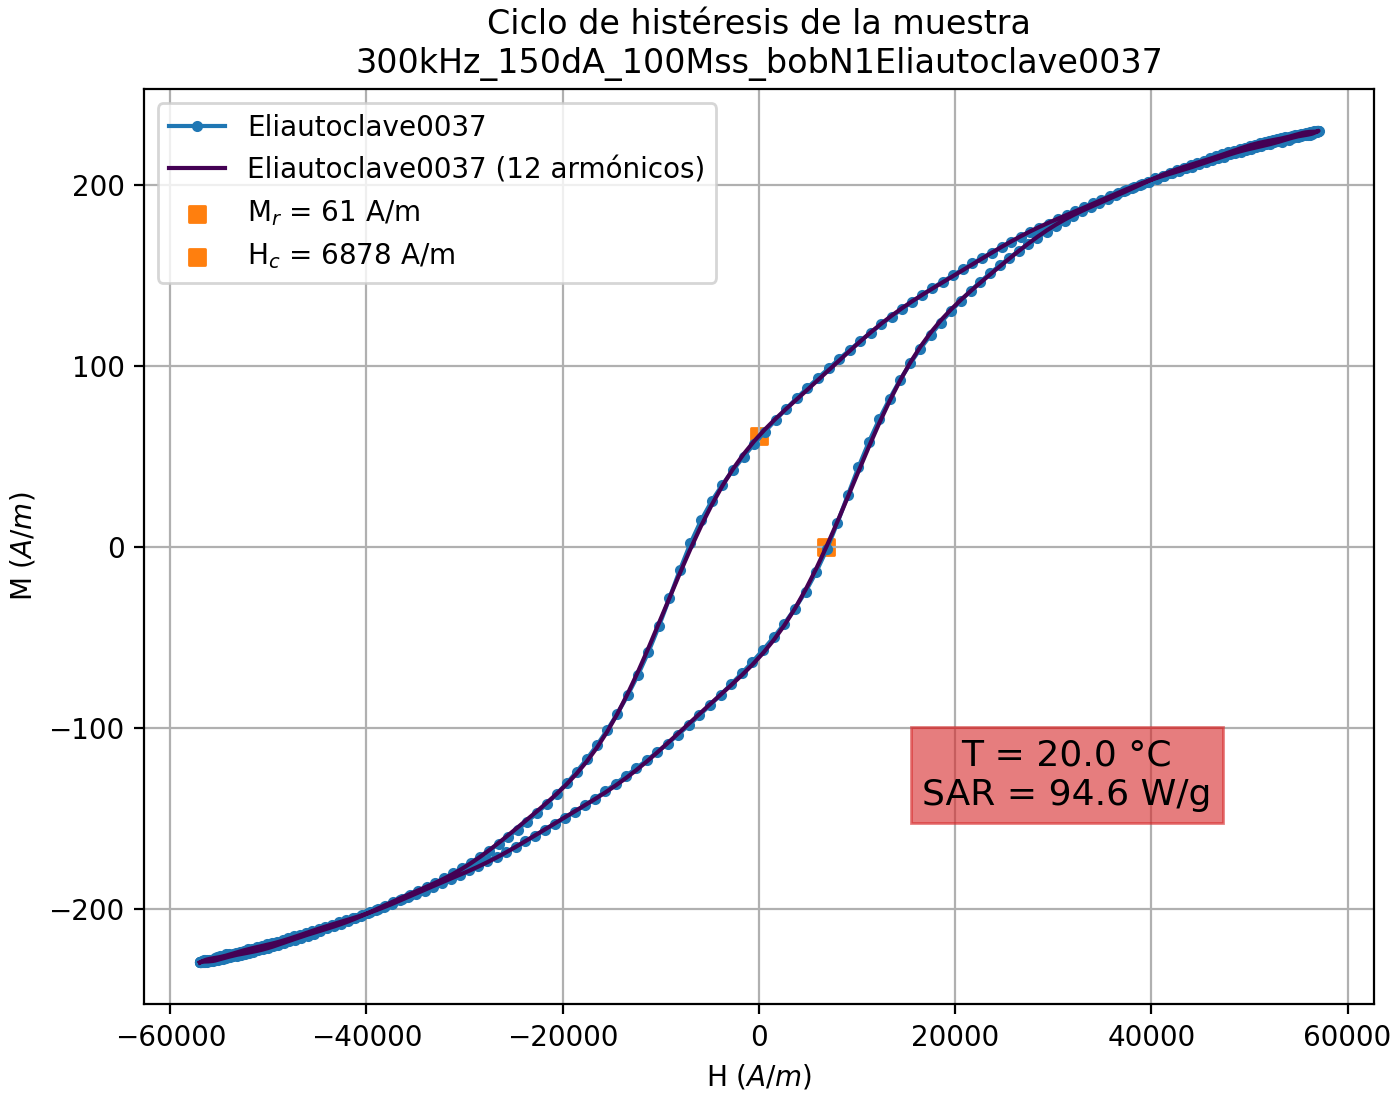 Ciclo de histéresis de la muestra
300kHz_150dA_100Mss_bobN1Eliautoclave0037
Eliautoclave0037
Eliautoclave0037 (12 armónicos)
Mᵣ = 61 A/m
H꜀ = 6878 A/m
200
100
0
−100
−200
M (A/m)
T = 20.0 °C
SAR = 94.6 W/g
−60000 −40000 −20000 0 20000 40000 60000
H (A/m)